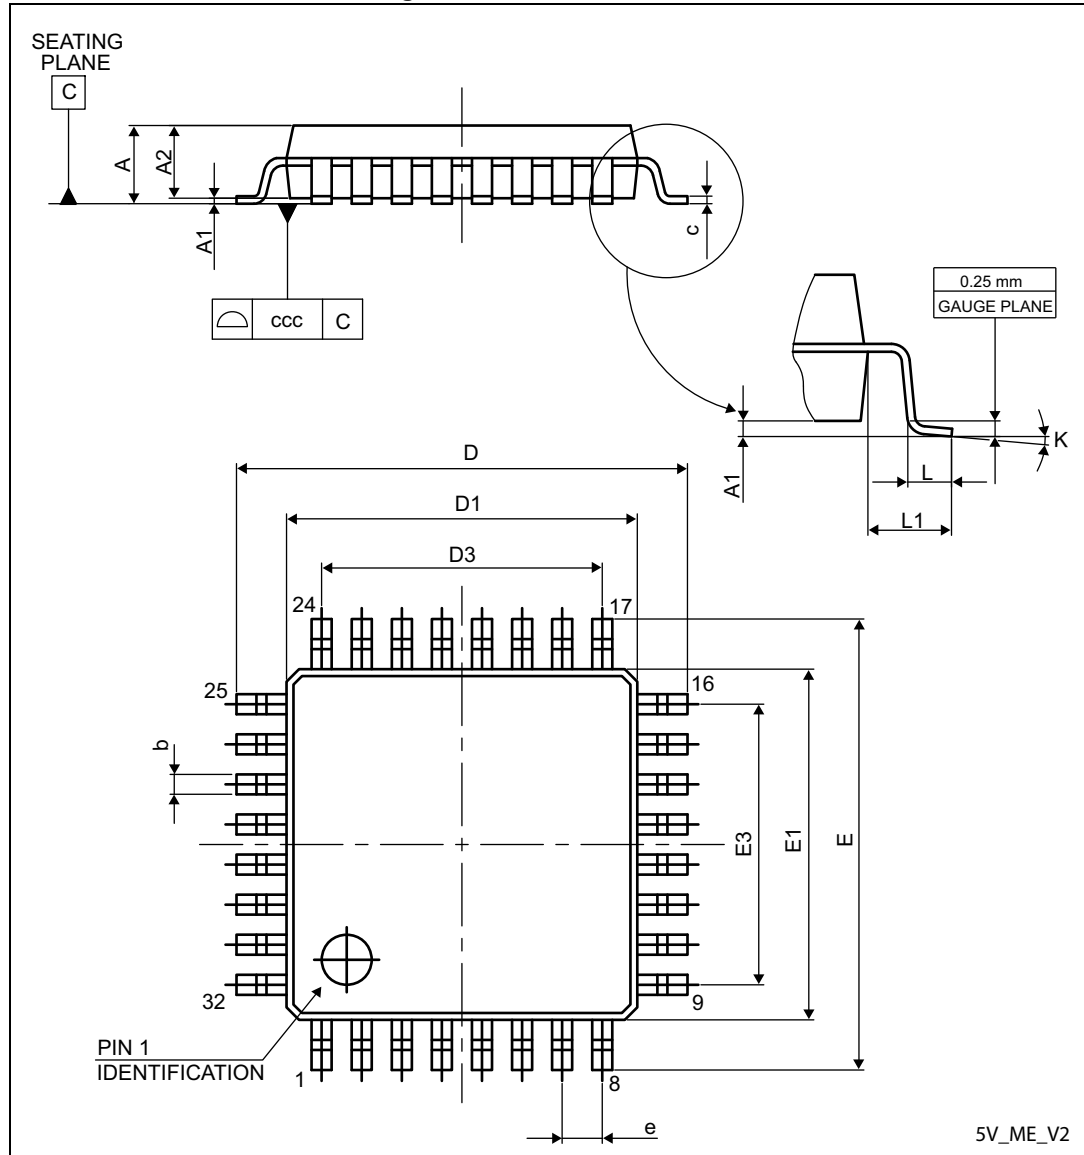 SEATING
PLANE
C
A
A2
A1
c
ccc
C
0.25 mm
GAUGE PLANE
K
A1
L
L1
D
D1
D3
24
17
25
16
b
E3
E1
E
32
9
PIN 1
IDENTIFICATION
1
8
e
5V_ME_V2